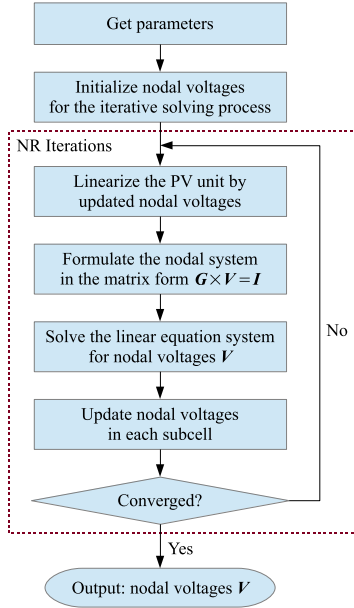 Get parameters
Initialize nodal voltages
for the iterative solving process
NR Iterations
Linearize the PV unit by
updated nodal voltages
Formulate the nodal system
in the matrix form G×V=I
Solve the linear equation system
for nodal voltages V
No
Update nodal voltages
in each subcell
Converged?
Yes
Output: nodal voltages V